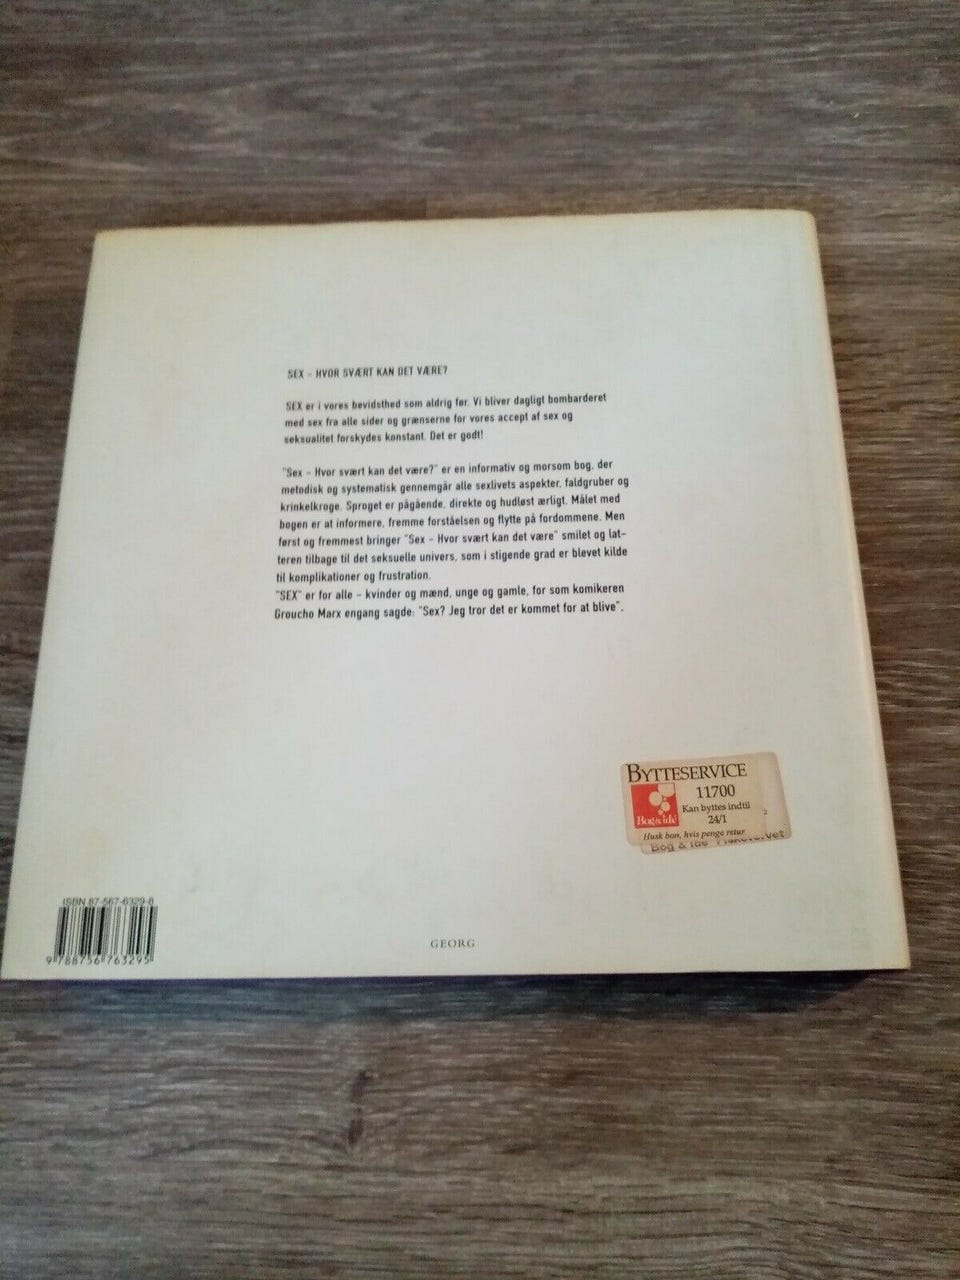 SEX - HVOR SVÆRT KAN DET VÆRE?
SEX er i vores bevidsthed som aldrig før. Vi bliver dagligt bombarderet
med sex fra alle sider og grænserne for vores accept af sex og
seksualitet forskydes konstant. Det er godt!
"Sex – Hvor svært kan det være?" er en informativ og morsom bog, der
metodisk og systematisk gennemgår alle sexlivets aspekter, faldgruber og
krinkelkroge. Sproget er pågående, direkte og hudløst ærligt. Målet med
bogen er at informere, fremme forståelsen og flytte på fordommene. Men
først og fremmest bringer "Sex – Hvor svært kan det være" smilet og lat-
teren tilbage til det seksuelle univers, som i stigende grad er blevet kilde
til komplikationer og frustration.
"SEX" er for alle – kvinder og mænd, unge og gamle, for som komikeren
Groucho Marx engang sagde: "Sex? Jeg tror det er kommet for at blive".
BYTTESERVICE
11700
Kan byttes indtil
24/1
Bog & idé
Husk bon, hvis penge retur
Bog & Ide
ISBN 87-567-6329-8
9 788756 763295
GEORG